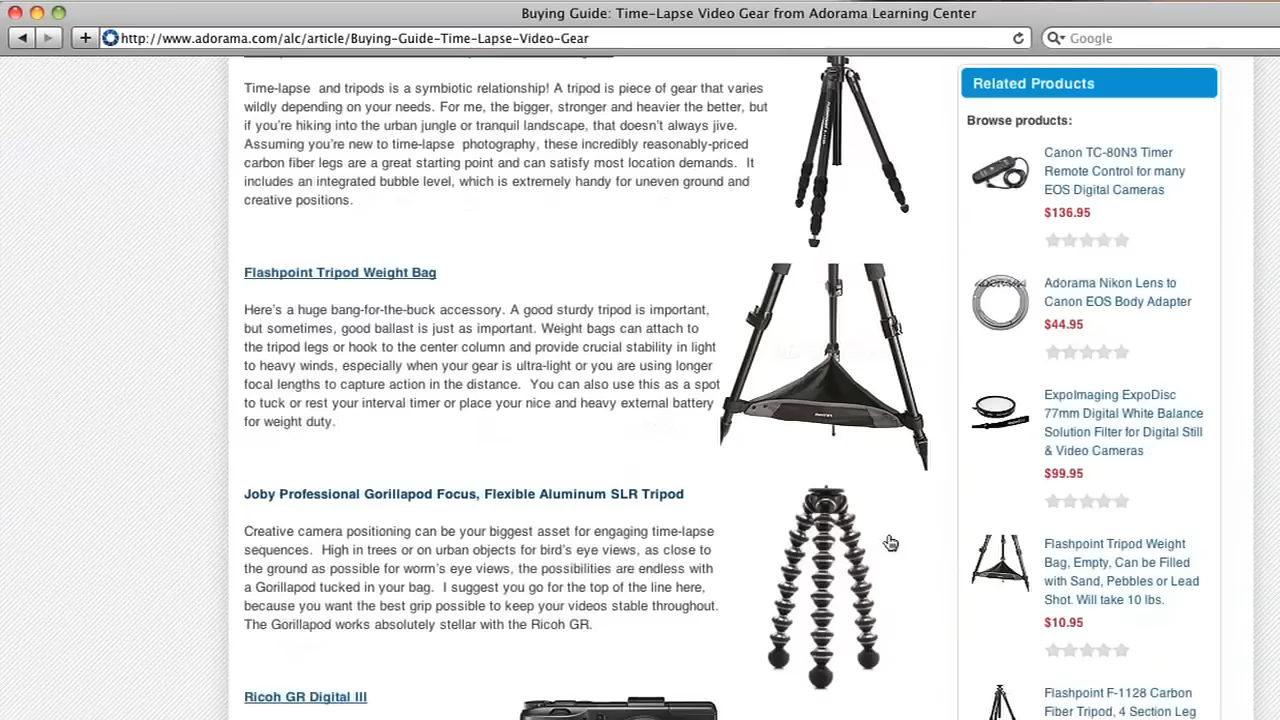 Buying Guide: Time-Lapse Video Gear from Adorama Learning Center
http://www.adorama.com/alc/article/Buying-Guide-Time-Lapse-Video-Gear
Google
Time-lapse and tripods is a symbiotic relationship! A tripod is piece of gear that varies
wildly depending on your needs. For me, the bigger, stronger and heavier the better, but
if you're hiking into the urban jungle or tranquil landscape, that doesn't always jive.
Assuming you're new to time-lapse photography, these incredibly reasonably-priced
carbon fiber legs are a great starting point and can satisfy most location demands. It
includes an integrated bubble level, which is extremely handy for uneven ground and
creative positions.
Flashpoint Tripod Weight Bag
Here's a huge bang-for-the-buck accessory. A good sturdy tripod is important,
but sometimes, good ballast is just as important. Weight bags can attach to
the tripod legs or hook to the center column and provide crucial stability in light
to heavy winds, especially when your gear is ultra-light or you are using longer
focal lengths to capture action in the distance. You can also use this as a spot
to tuck or rest your interval timer or place your nice and heavy external battery
for weight duty.
Joby Professional Gorillapod Focus, Flexible Aluminum SLR Tripod
Creative camera positioning can be your biggest asset for engaging time-lapse
sequences. High in trees or on urban objects for bird's eye views, as close to
the ground as possible for worm's eye views, the possibilities are endless with
a Gorillapod tucked in your bag. I suggest you go for the top of the line here,
because you want the best grip possible to keep your videos stable throughout.
The Gorillapod works absolutely stellar with the Ricoh GR.
Ricoh GR Digital III
Related Products
Browse products:
Canon TC-80N3 Timer
Remote Control for many
EOS Digital Cameras
$136.95
Adorama Nikon Lens to
Canon EOS Body Adapter
$44.95
ExpoImaging ExpoDisc
77mm Digital White Balance
Solution Filter for Digital Still
& Video Cameras
$99.95
Flashpoint Tripod Weight
Bag, Empty, Can be Filled
with Sand, Pebbles or Lead
Shot. Will take 10 lbs.
$10.95
Flashpoint F-1128 Carbon
Fiber Tripod, 4 Section Leg